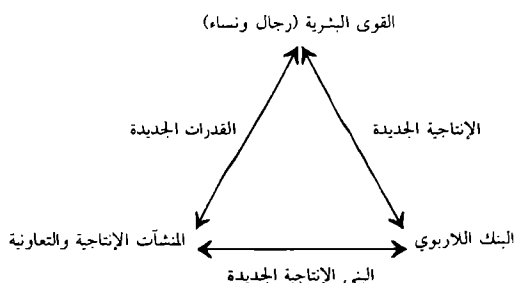 القوى البشرية (رجال ونساء)
الإنتاجية الجديدة
القدرات الجديدة
البنك اللاربوي
المنشآت الإنتاجية والتعاونية
البنى الإنتاجية الجديدة